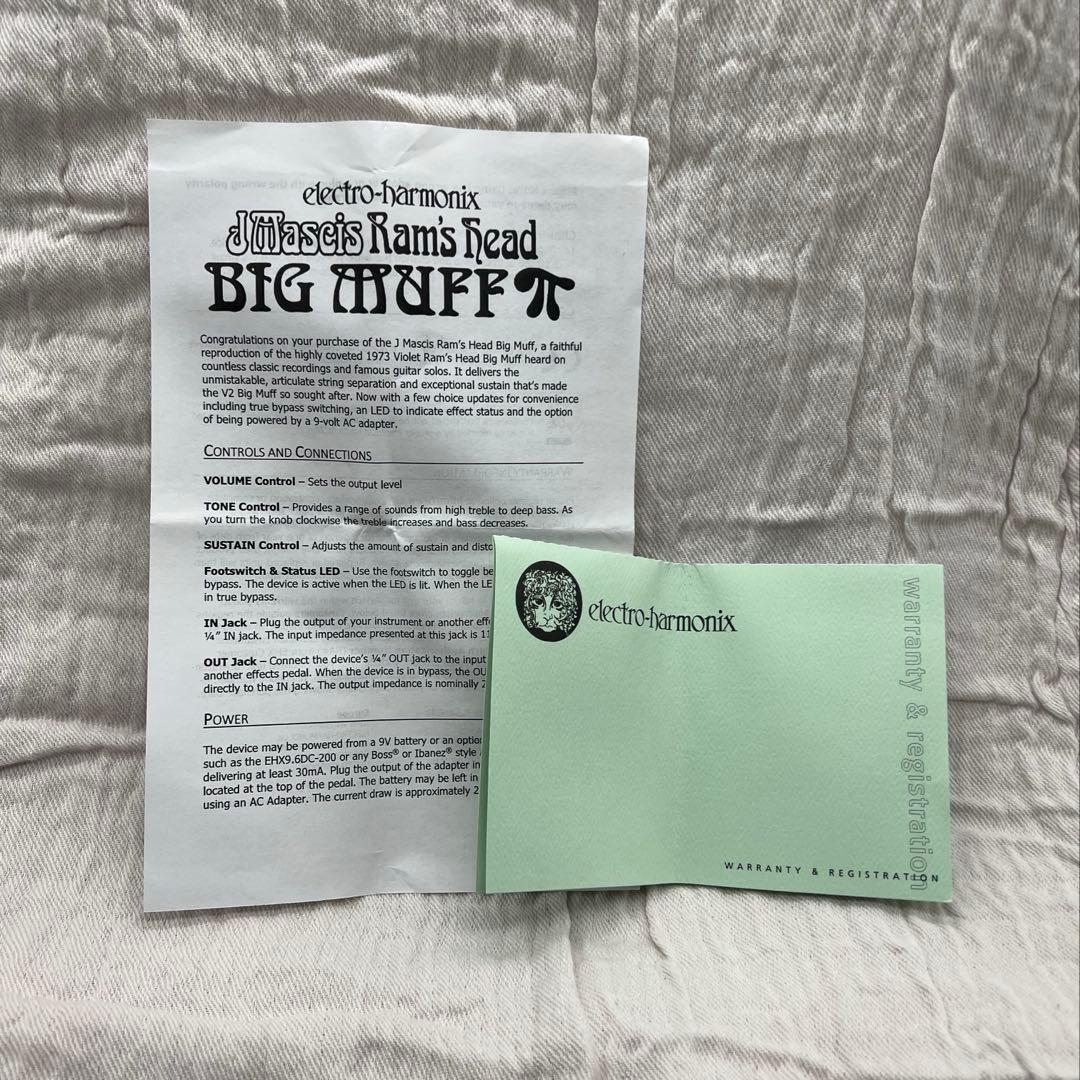 electro-harmonix
J Mascis Ram's Head
BIG MUFF π
Congratulations on your purchase of the J Mascis Ram's Head Big Muff, a faithful
reproduction of the highly coveted 1973 Violet Ram's Head Big Muff heard on
countless classic recordings and famous guitar solos. It delivers the
unmistakable, articulate string separation and exceptional sustain that's made
the V2 Big Muff so sought after. Now with a few choice updates for convenience
including true bypass switching, an LED to indicate effect status and the option
of being powered by a 9-volt AC adapter.
CONTROLS AND CONNECTIONS
VOLUME Control – Sets the output level
TONE Control – Provides a range of sounds from high treble to deep bass. As
you turn the knob clockwise the treble increases and bass decreases.
SUSTAIN Control – Adjusts the amount of sustain and disto
Footswitch & Status LED – Use the footswitch to toggle be
bypass. The device is active when the LED is lit. When the LE
in true bypass.
IN Jack – Plug the output of your instrument or another eff
¼" IN jack. The input impedance presented at this jack is 11
OUT Jack – Connect the device's ¼" OUT jack to the input
another effects pedal. When the device is in bypass, the OU
directly to the IN jack. The output impedance is nominally 2
POWER
The device may be powered from a 9V battery or an optio
such as the EHX9.6DC-200 or any Boss® or Ibanez® style
delivering at least 30mA. Plug the output of the adapter in
located at the top of the pedal. The battery may be left in
using an AC Adapter. The current draw is approximately 2
electro-harmonix
warranty & registration
WARRANTY & REGISTRATION